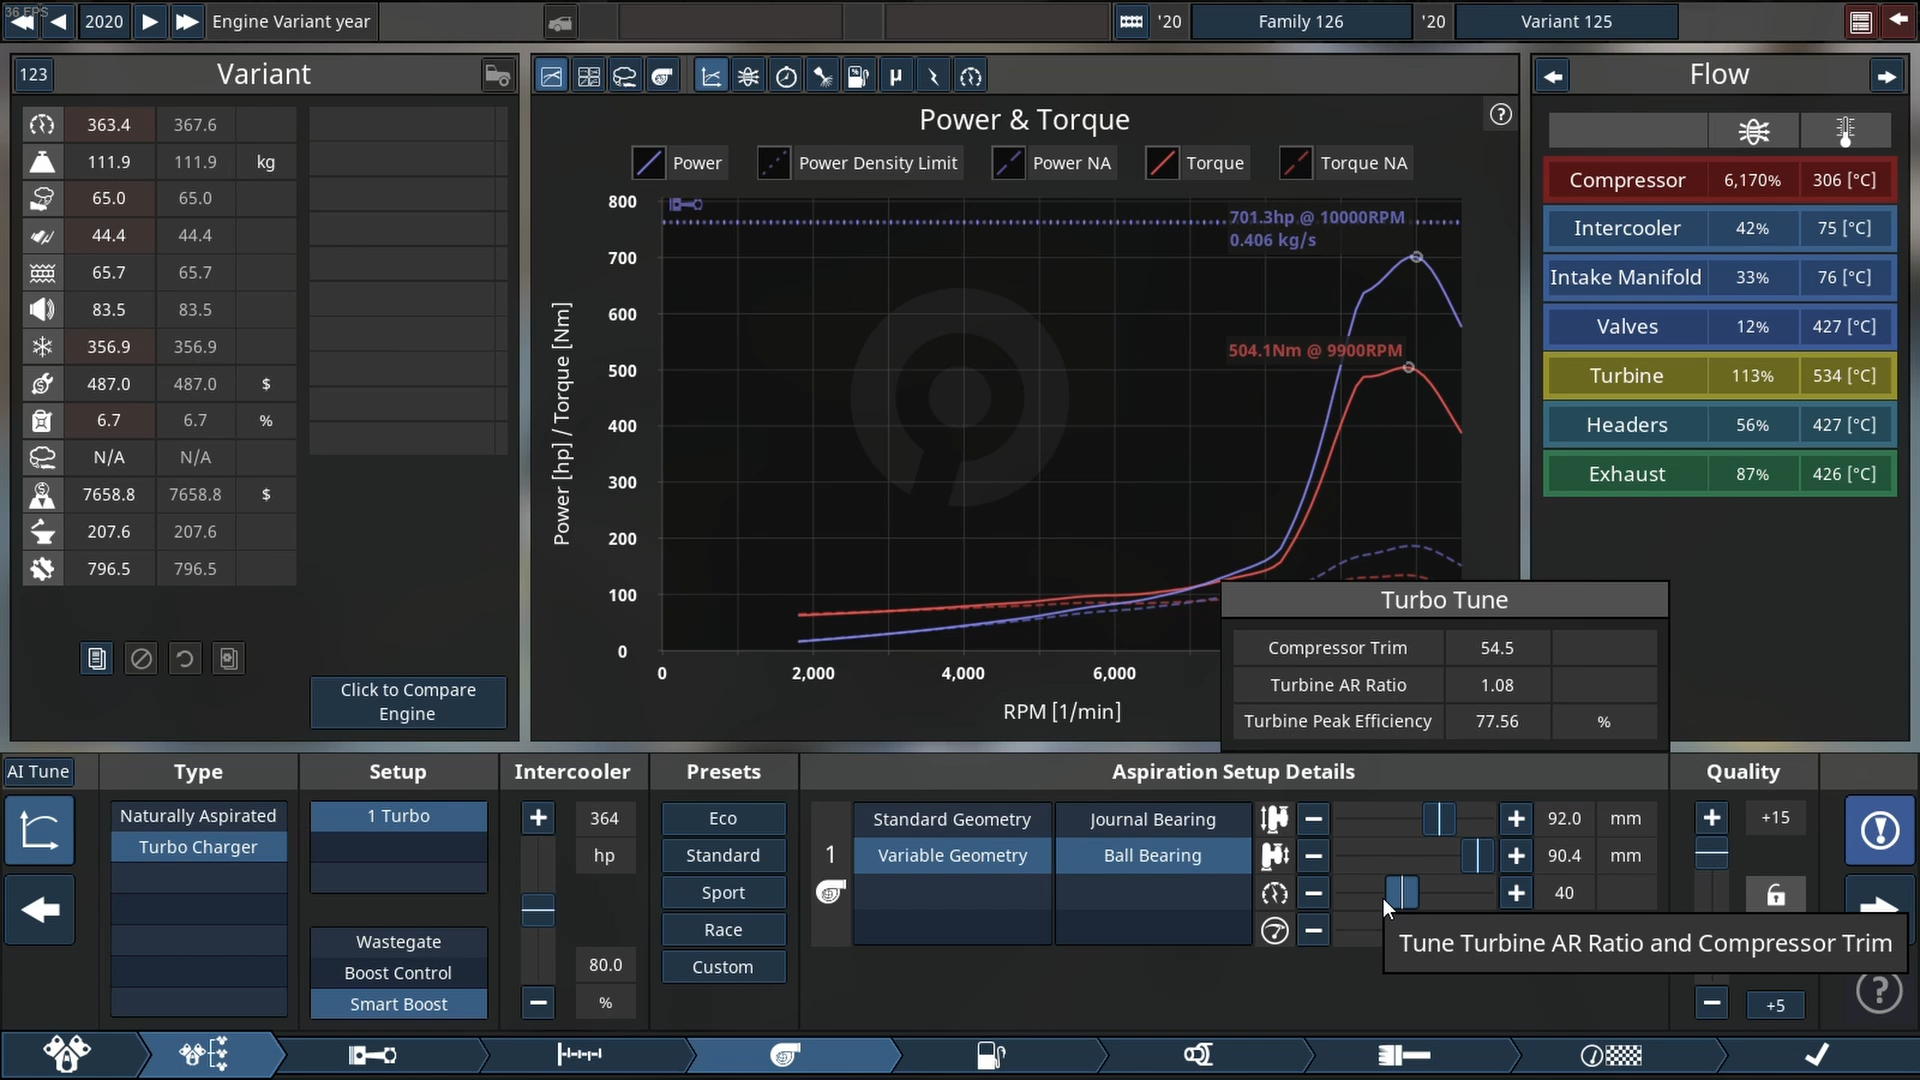 36 FPS
2020
Engine Variant year
'20
Family 126
'20
Variant 125
123
Variant
363.4 367.6
111.9 111.9 kg
65.0 65.0
44.4 44.4
65.7 65.7
83.5 83.5
356.9 356.9
487.0 487.0 $
6.7 6.7 %
N/A N/A
7658.8 7658.8 $
207.6 207.6
796.5 796.5
Click to Compare
Engine
μ
Power & Torque
?
Power
Power Density Limit
Power NA
Torque
Torque NA
Power [hp] / Torque [Nm]
800
700
600
500
400
300
200
100
0
701.3hp @ 10000RPM
0.406 kg/s
504.1Nm @ 9900RPM
0
2,000
4,000
6,000
RPM [1/min]
Turbo Tune
Compressor Trim 54.5
Turbine AR Ratio 1.08
Turbine Peak Efficiency 77.56 %
Flow
Compressor 6,170% 306 [°C]
Intercooler 42% 75 [°C]
Intake Manifold 33% 76 [°C]
Valves 12% 427 [°C]
Turbine 113% 534 [°C]
Headers 56% 427 [°C]
Exhaust 87% 426 [°C]
AI Tune
Type
Naturally Aspirated
Turbo Charger
Setup
1 Turbo
Wastegate
Boost Control
Smart Boost
Intercooler
+
364
hp
80.0
%
-
Presets
Eco
Standard
Sport
Race
Custom
Aspiration Setup Details
1
Standard Geometry
Variable Geometry
Journal Bearing
Ball Bearing
- + 92.0 mm
- + 90.4 mm
- + 40
-
Tune Turbine AR Ratio and Compressor Trim
Quality
+
+15
-
+5
?